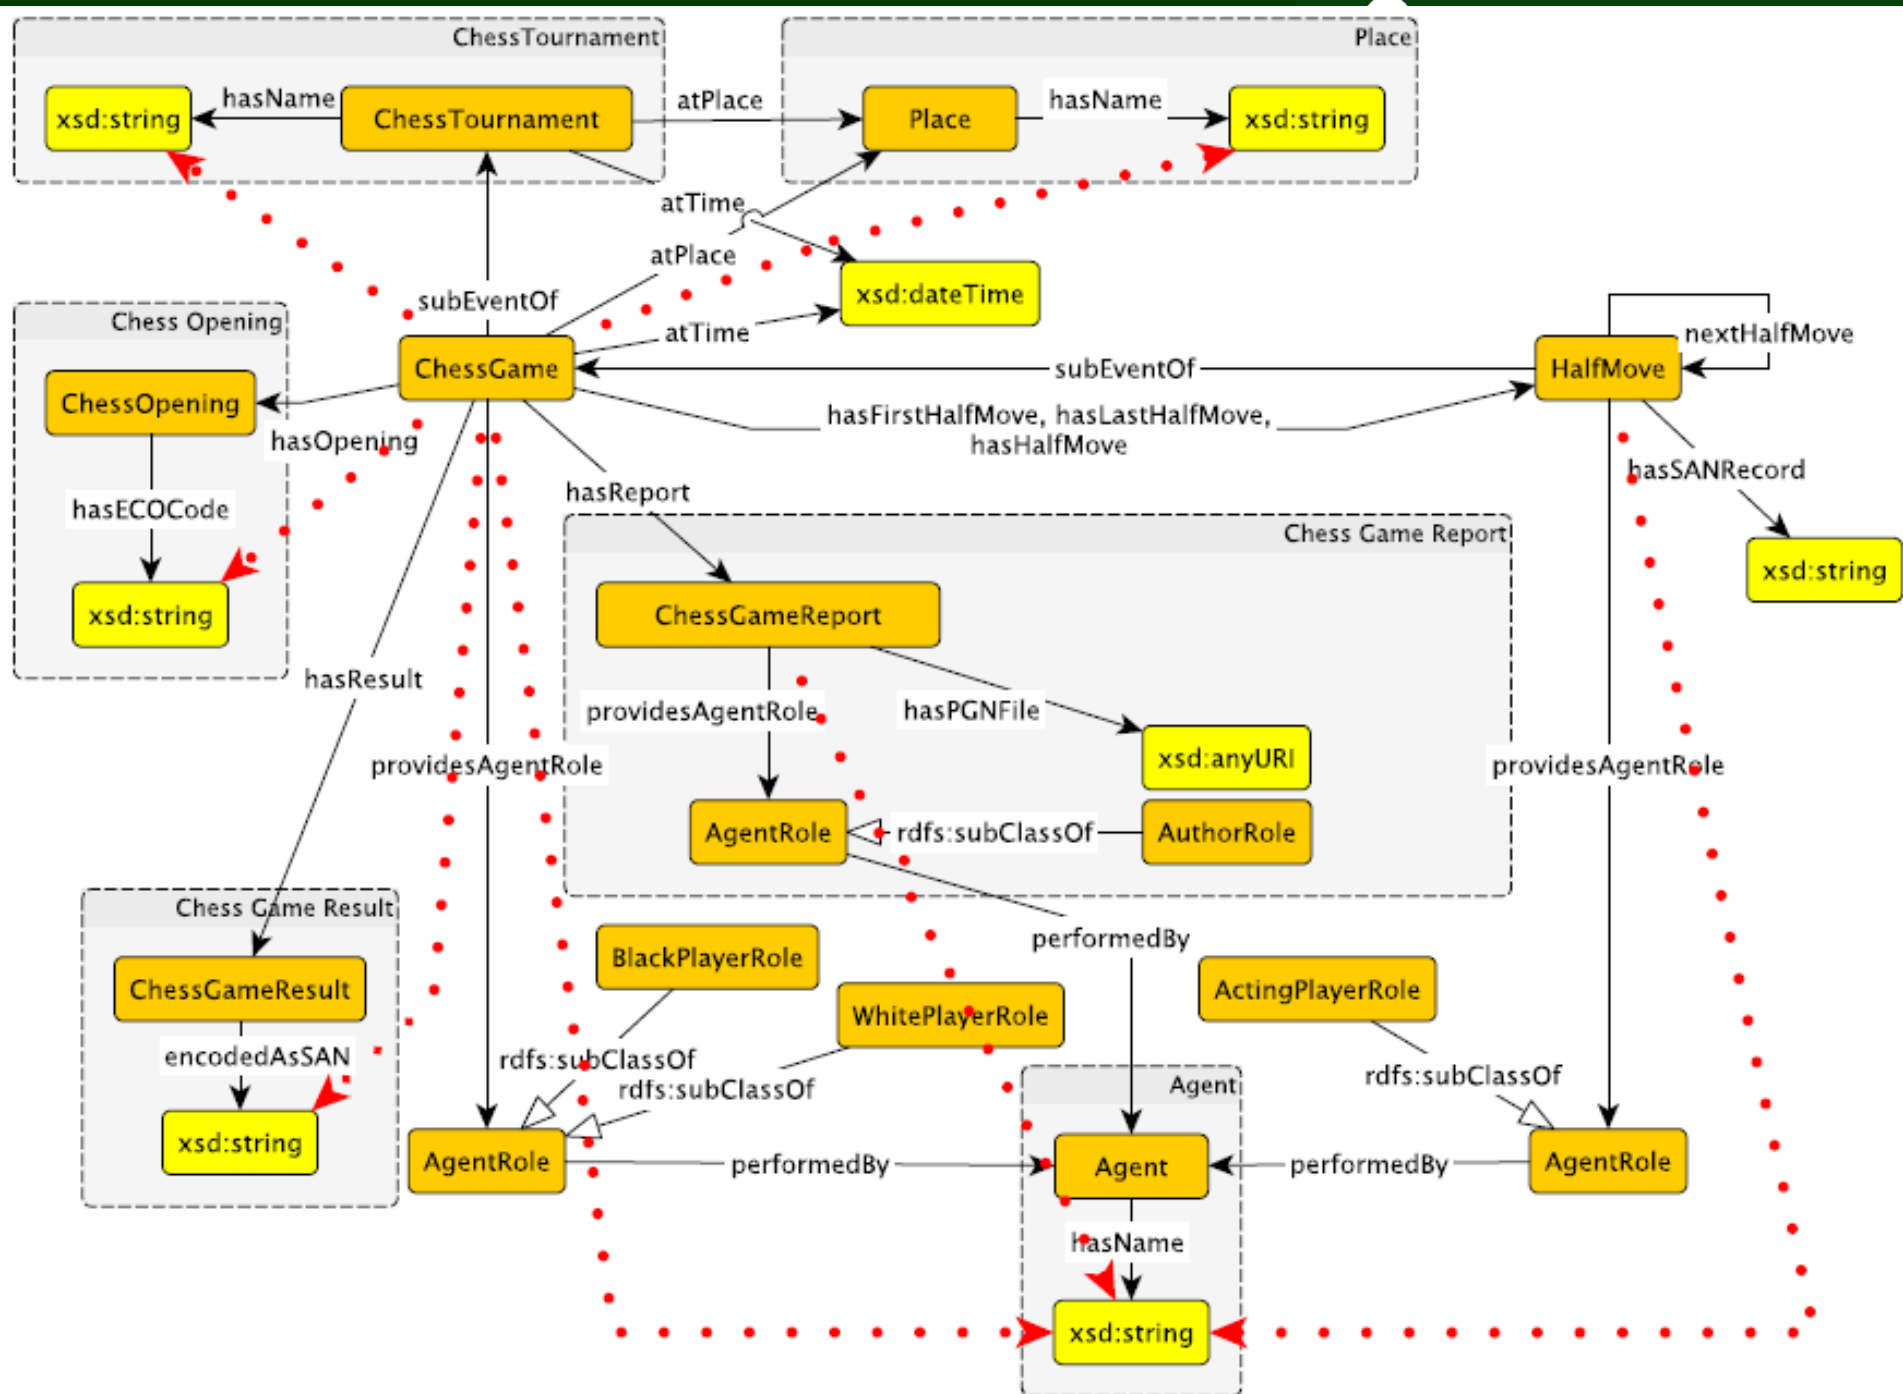 ChessTournament
Place
xsd:string
hasName
ChessTournament
atPlace
Place
hasName
xsd:string
atTime
atPlace
xsd:dateTime
subEventOf
atTime
Chess Opening
ChessOpening
hasOpening
hasECOCode
xsd:string
ChessGame
subEventOf
HalfMove
nextHalfMove
hasFirstHalfMove, hasLastHalfMove,
hasHalfMove
hasSANRecord
xsd:string
hasReport
Chess Game Report
ChessGameReport
providesAgentRole
hasPGNFile
xsd:anyURI
AgentRole
rdfs:subClassOf
AuthorRole
hasResult
providesAgentRole
providesAgentRole
Chess Game Result
ChessGameResult
encodedAsSAN
xsd:string
BlackPlayerRole
WhitePlayerRole
performedBy
ActingPlayerRole
rdfs:subClassOf
rdfs:subClassOf
rdfs:subClassOf
Agent
AgentRole
performedBy
Agent
performedBy
AgentRole
hasName
xsd:string